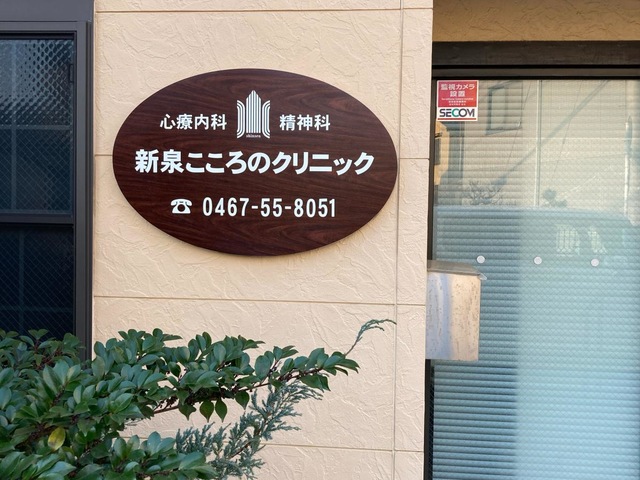 心療内科 精神科
新泉こころのクリニック
☎ 0467-55-8051
監視カメラ
設置
SECOM